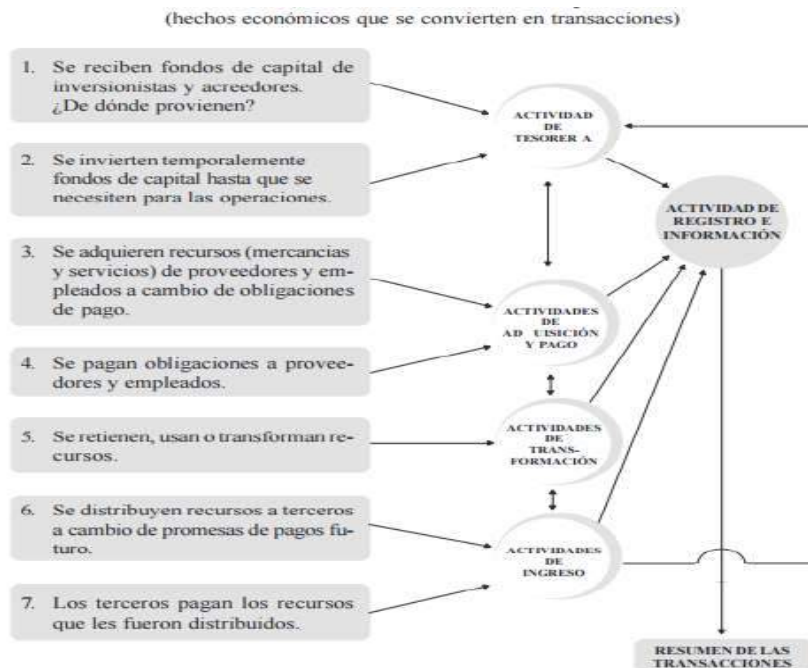 (hechos económicos que se convierten en transacciones)
1. Se reciben fondos de capital de
inversionistas y acreedores.
¿De dónde provienen?
2. Se invierten temporalemente
fondos de capital hasta que se
necesiten para las operaciones.
3. Se adquieren recursos (mercancias
y servicios) de proveedores y em-
pleados a cambio de obligaciones
de pago.
4. Se pagan obligaciones a provee-
dores y empleados.
5. Se retienen, usan o transforman re-
cursos.
6. Se distribuyen recursos a terceros
a cambio de promesas de pagos fu-
turo.
7. Los terceros pagan los recursos
que les fueron distribuidos.
ACTIVIDAD
DE
TESORER A
ACTIVIDADES
DE
AD UISICIÓN
Y PAGO
ACTIVIDADES
DE
TRANS-
FORMACIÓN
ACTIVIDADES
DE
INGRESO
ACTIVIDAD DE
REGISTRO E
INFORMACIÓN
RESUMEN DE LAS
TRANSACCIONES